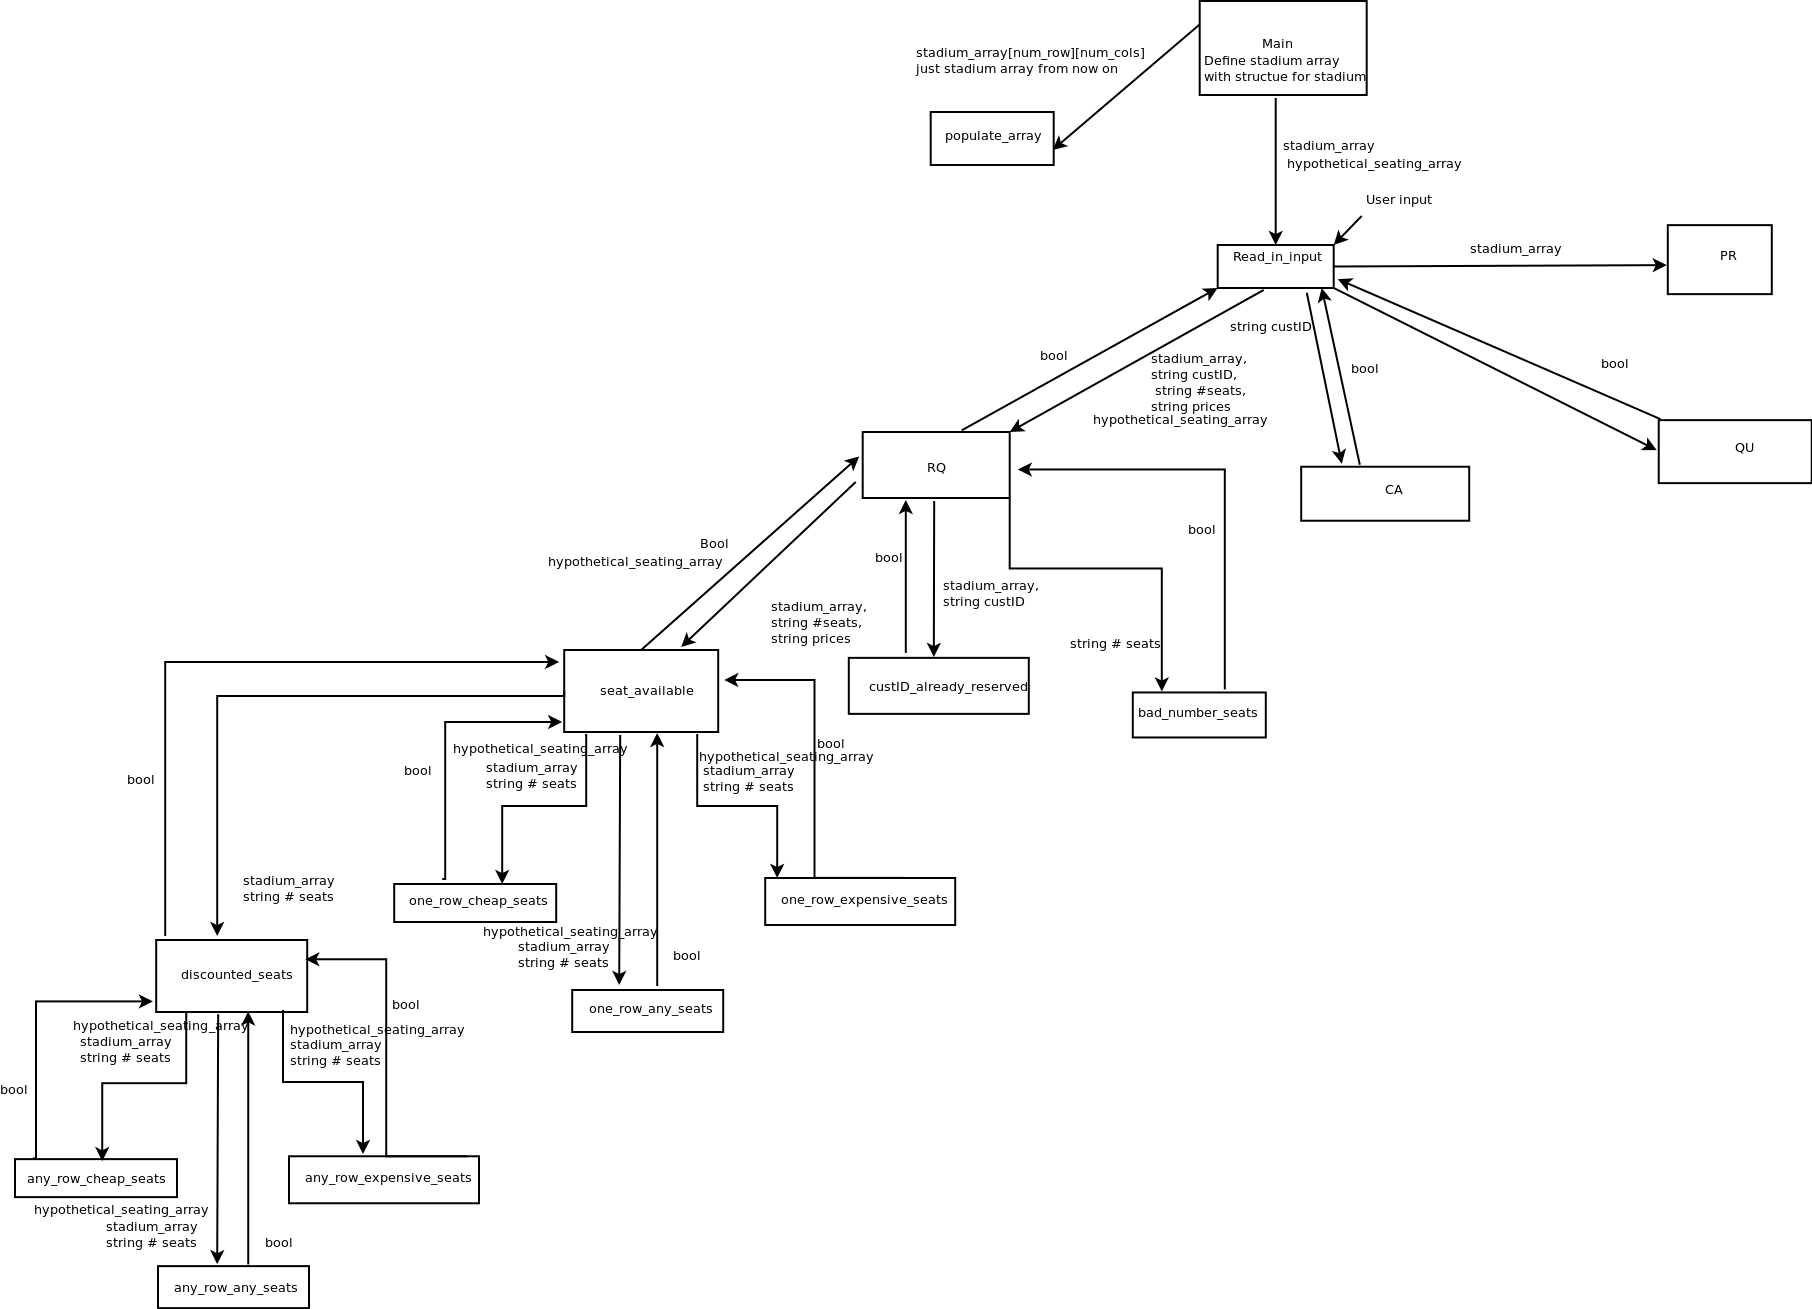 Main
Define stadium array
with structue for stadium
stadium_array[num_row][num_cols]
just stadium array from now on
populate_array
stadium_array
hypothetical_seating_array
User input
Read_in_input
stadium_array
PR
string custID
bool
stadium_array,
string custID,
string #seats,
string prices
hypothetical_seating_array
bool
bool
RQ
CA
QU
Bool
hypothetical_seating_array
bool
stadium_array,
string custID
bool
stadium_array,
string #seats,
string prices
string # seats
seat_available
custID_already_reserved
bad_number_seats
bool
hypothetical_seating_array
stadium_array
string # seats
bool
bool
hypothetical_seating_array
stadium_array
string # seats
stadium_array
string # seats
one_row_cheap_seats
one_row_expensive_seats
hypothetical_seating_array
stadium_array
string # seats
bool
discounted_seats
one_row_any_seats
bool
hypothetical_seating_array
stadium_array
string # seats
hypothetical_seating_array
stadium_array
string # seats
bool
any_row_cheap_seats
any_row_expensive_seats
hypothetical_seating_array
stadium_array
string # seats
bool
any_row_any_seats